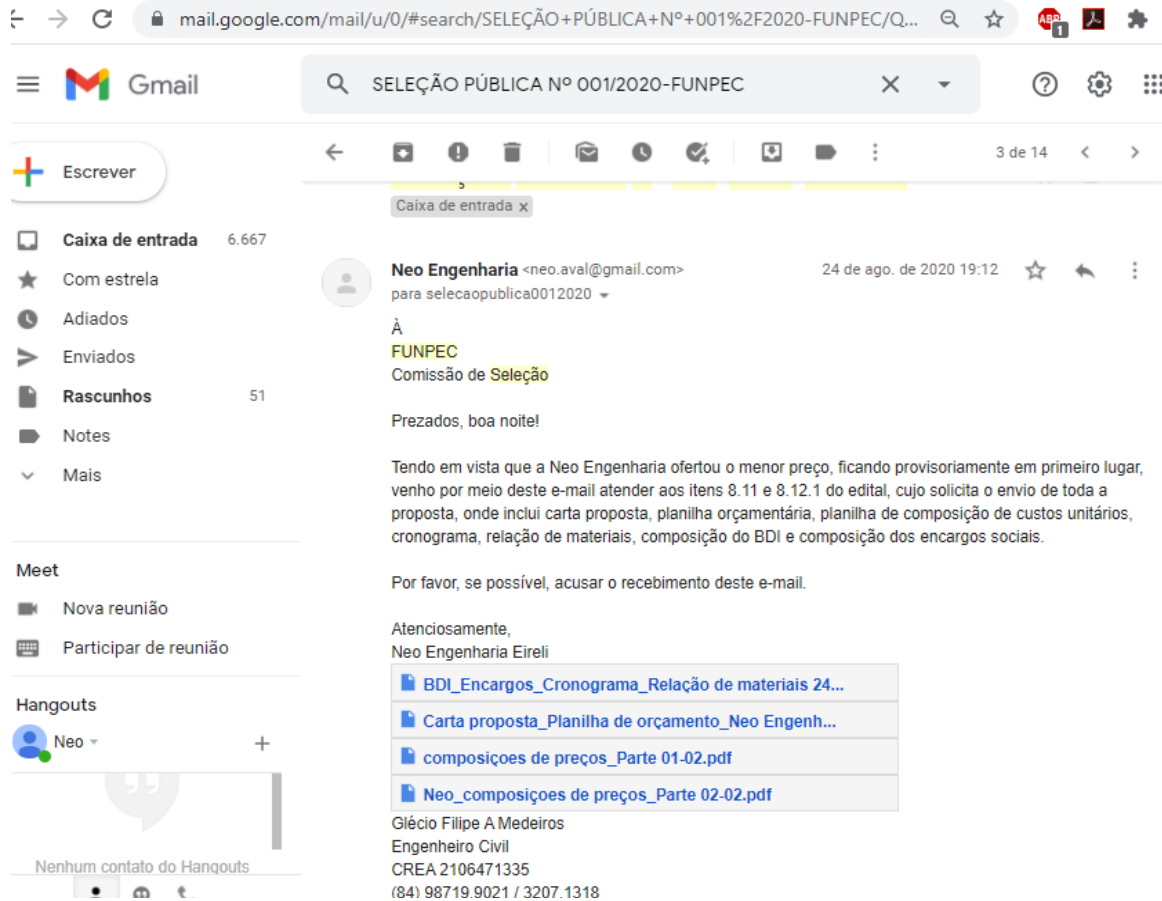 mail.google.com/mail/u/0/#search/SELEÇÃO+PÚBLICA+Nº+001%2F2020-FUNPEC/Q...
ABP
1
Gmail
SELEÇÃO PÚBLICA Nº 001/2020-FUNPEC
3 de 14
Escrever
Caixa de entrada x
Caixa de entrada 6.667
Com estrela
Adiados
Enviados
Rascunhos 51
Notes
Mais
Meet
Nova reunião
Participar de reunião
Hangouts
Neo
Nenhum contato do Hangouts
Neo Engenharia <neo.aval@gmail.com> 24 de ago. de 2020 19:12
para selecaopublica0012020
À
FUNPEC
Comissão de Seleção
Prezados, boa noite!
Tendo em vista que a Neo Engenharia ofertou o menor preço, ficando provisoriamente em primeiro lugar,
venho por meio deste e-mail atender aos itens 8.11 e 8.12.1 do edital, cujo solicita o envio de toda a
proposta, onde inclui carta proposta, planilha orçamentária, planilha de composição de custos unitários,
cronograma, relação de materiais, composição do BDI e composição dos encargos sociais.
Por favor, se possível, acusar o recebimento deste e-mail.
Atenciosamente,
Neo Engenharia Eireli
BDI_Encargos_Cronograma_Relação de materiais 24...
Carta proposta_Planilha de orçamento_Neo Engenh...
composiçoes de preços_Parte 01-02.pdf
Neo_composiçoes de preços_Parte 02-02.pdf
Glécio Filipe A Medeiros
Engenheiro Civil
CREA 2106471335
(84) 98719.9021 / 3207.1318